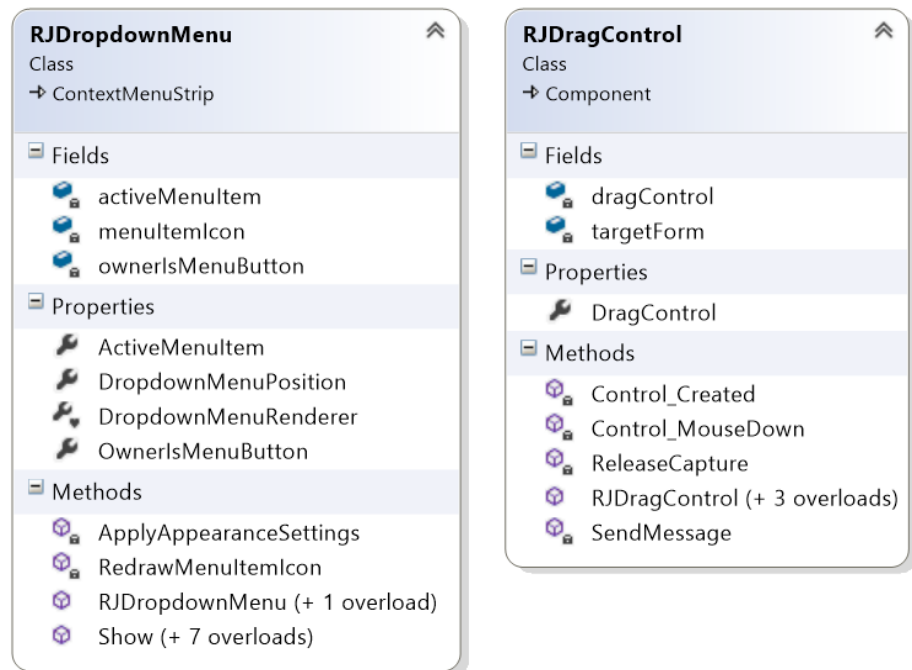 RJDropdownMenu
Class
ContextMenuStrip
Fields
activeMenuItem
menuItemIcon
ownerIsMenuButton
Properties
ActiveMenuItem
DropdownMenuPosition
DropdownMenuRenderer
OwnerIsMenuButton
Methods
ApplyAppearanceSettings
RedrawMenuItemIcon
RJDropdownMenu (+ 1 overload)
Show (+ 7 overloads)
RJDragControl
Class
Component
Fields
dragControl
targetForm
Properties
DragControl
Methods
Control_Created
Control_MouseDown
ReleaseCapture
RJDragControl (+ 3 overloads)
SendMessage